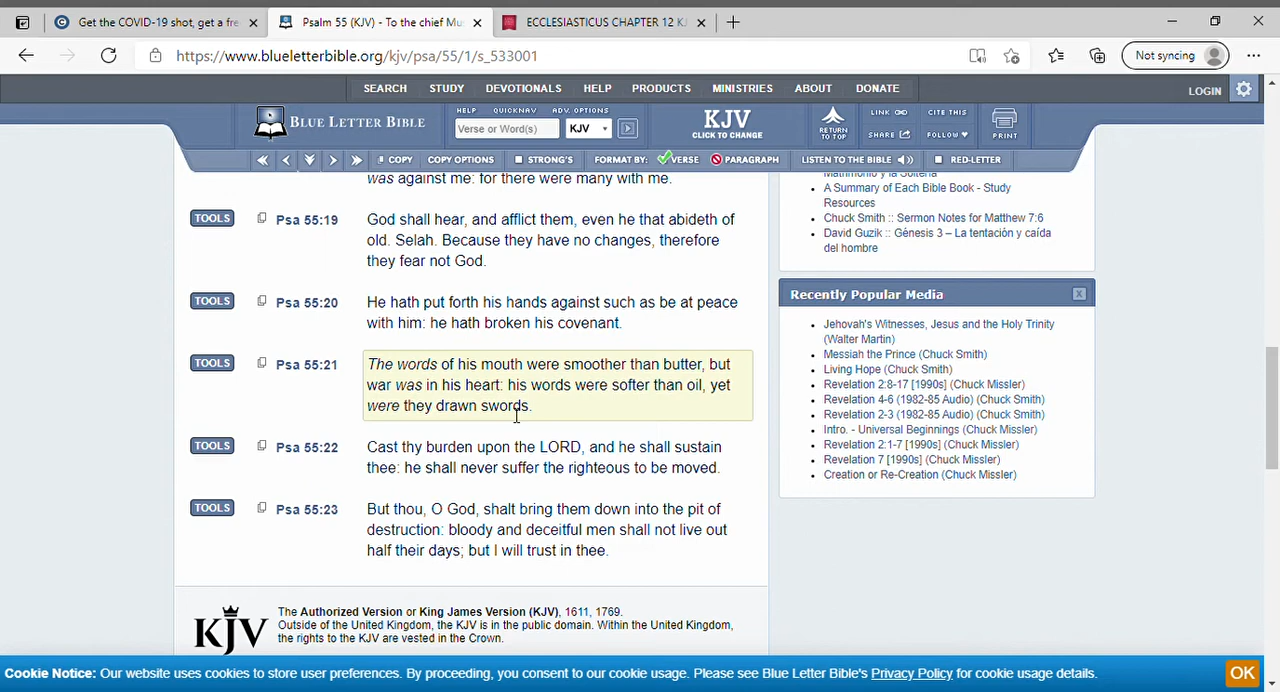 Get the COVID-19 shot, get a fre
Psalm 55 (KJV) - To the chief Mu
ECCLESIASTICUS CHAPTER 12 K
https://www.blueletterbible.org/kjv/psa/55/1/s_533001
Not syncing
SEARCH STUDY DEVOTIONALS HELP PRODUCTS MINISTRIES ABOUT DONATE LOGIN
BLUE LETTER BIBLE
HELP QUICKNAV ADV. OPTIONS
Verse or Word(s) KJV
KJV
CLICK TO CHANGE
RETURN
TO TOP
LINK CITE THIS
SHARE FOLLOW
PRINT
COPY COPY OPTIONS STRONG'S FORMAT BY: VERSE PARAGRAPH LISTEN TO THE BIBLE RED-LETTER
was against me: for there were many with me.
TOOLS Psa 55:19 God shall hear, and afflict them, even he that abideth of
old. Selah. Because they have no changes, therefore
they fear not God.
TOOLS Psa 55:20 He hath put forth his hands against such as be at peace
with him: he hath broken his covenant.
TOOLS Psa 55:21 The words of his mouth were smoother than butter, but
war was in his heart: his words were softer than oil, yet
were they drawn swords.
TOOLS Psa 55:22 Cast thy burden upon the LORD, and he shall sustain
thee: he shall never suffer the righteous to be moved.
TOOLS Psa 55:23 But thou, O God, shalt bring them down into the pit of
destruction: bloody and deceitful men shall not live out
half their days; but I will trust in thee.
KJV
The Authorized Version or King James Version (KJV), 1611, 1769.
Outside of the United Kingdom, the KJV is in the public domain. Within the United Kingdom,
the rights to the KJV are vested in the Crown.
Matrimonio y la Soltería
A Summary of Each Bible Book - Study
Resources
Chuck Smith :: Sermon Notes for Matthew 7:6
David Guzik :: Génesis 3 – La tentación y caída
del hombre
Recently Popular Media
Jehovah's Witnesses, Jesus and the Holy Trinity
(Walter Martin)
Messiah the Prince (Chuck Smith)
Living Hope (Chuck Smith)
Revelation 2:8-17 [1990s] (Chuck Missler)
Revelation 4-6 (1982-85 Audio) (Chuck Smith)
Revelation 2-3 (1982-85 Audio) (Chuck Smith)
Intro. - Universal Beginnings (Chuck Missler)
Revelation 2:1-7 [1990s] (Chuck Missler)
Revelation 7 [1990s] (Chuck Missler)
Creation or Re-Creation (Chuck Missler)
Cookie Notice: Our website uses cookies to store user preferences. By proceeding, you consent to our cookie usage. Please see Blue Letter Bible's Privacy Policy for cookie usage details.
OK